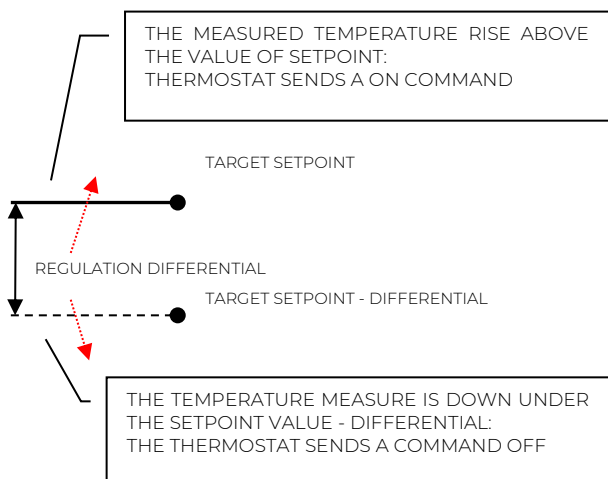 THE MEASURED TEMPERATURE RISE ABOVE
THE VALUE OF SETPOINT:
THERMOSTAT SENDS A ON COMMAND
TARGET SETPOINT
REGULATION DIFFERENTIAL
TARGET SETPOINT - DIFFERENTIAL
THE TEMPERATURE MEASURE IS DOWN UNDER
THE SETPOINT VALUE - DIFFERENTIAL:
THE THERMOSTAT SENDS A COMMAND OFF